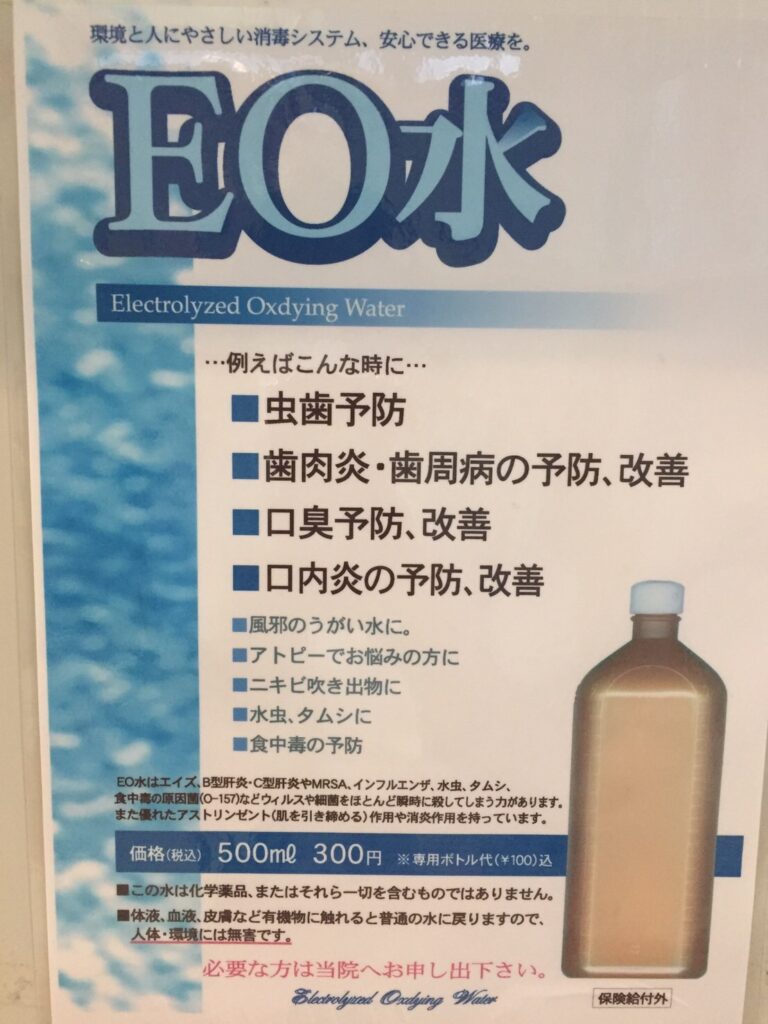 環境と人にやさしい消毒システム、安心できる医療を。
EO水
Electrolyzed Oxdying Water
…例えばこんな時に…
■虫歯予防
■歯肉炎・歯周病の予防、改善
■口臭予防、改善
■口内炎の予防、改善
■風邪のうがい水に。
■アトピーでお悩みの方に
■ニキビ吹き出物に
■水虫、タムシに
■食中毒の予防
EO水はエイズ、B型肝炎・C型肝炎やMRSA、インフルエンザ、水虫、タムシ、
食中毒の原因菌(O-157)などウィルスや細菌をほとんど瞬時に殺してしまう力があります。
また優れたアストリンゼント(肌を引き締める)作用や消炎作用を持っています。
価格(税込) 500ml 300円 ※専用ボトル代(¥100)込
■この水は化学薬品、またはそれら一切を含むものではありません。
■体液、血液、皮膚など有機物に触れると普通の水に戻りますので、
人体・環境には無害です。
必要な方は当院へお申し出下さい。
Electrolyzed Oxdying Water
保険給付外